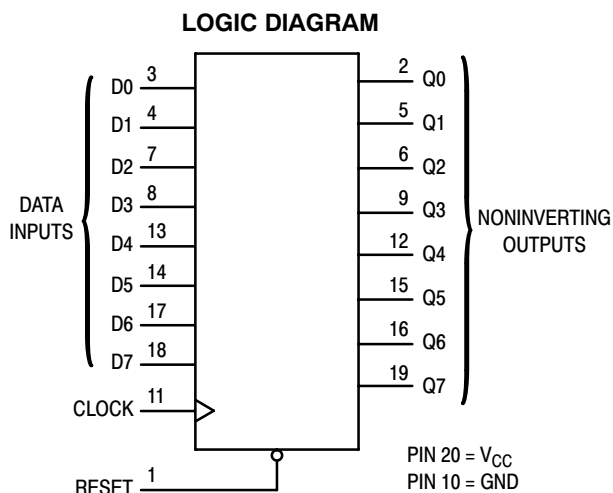 LOGIC DIAGRAM
DATA
INPUTS
D0 3
D1 4
D2 7
D3 8
D4 13
D5 14
D6 17
D7 18
CLOCK 11
RESET 1
2 Q0
5 Q1
6 Q2
9 Q3
12 Q4
15 Q5
16 Q6
19 Q7
NONINVERTING
OUTPUTS
PIN 20 = VCC
PIN 10 = GND